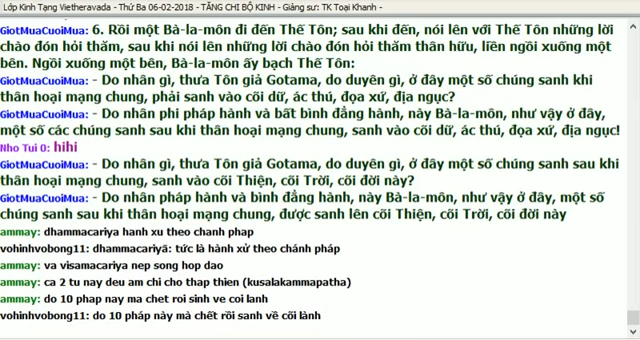 Lớp Kinh Tạng Vietheravada - Thứ Ba 06-02-2018 - TĂNG CHI BỘ KINH - Giảng sư: TK Toại Khanh -
GiotMuaCuoiMua: 6. Rồi một Bà-la-môn đi đến Thế Tôn; sau khi đến, nói lên với Thế Tôn những lời
chào đón hỏi thăm, sau khi nói lên những lời chào đón hỏi thăm thân hữu, liền ngồi xuống một
bên. Ngồi xuống một bên, Bà-la-môn ấy bạch Thế Tôn:
GiotMuaCuoiMua: - Do nhân gì, thưa Tôn giả Gotama, do duyên gì, ở đây một số chúng sanh khi
thân hoại mạng chung, phải sanh vào cõi dữ, ác thú, đọa xứ, địa ngục?
GiotMuaCuoiMua: - Do nhân phi pháp hành và bất bình đẳng hành, này Bà-la-môn, như vậy ở đây,
một số các chúng sanh sau khi thân hoại mạng chung, sanh vào cõi dữ, ác thú, đọa xứ, địa ngục!
Nho Tui 0: hihi
GiotMuaCuoiMua: - Do nhân gì, thưa Tôn giả Gotama, do duyên gì, ở đây một số chúng sanh sau khi
thân hoại mạng chung, sanh vào cõi Thiện, cõi Trời, cõi đời này?
GiotMuaCuoiMua: - Do nhân pháp hành và bình đẳng hành, này Bà-la-môn, như vậy ở đây, một số
chúng sanh sau khi thân hoại mạng chung, được sanh lên cõi Thiện, cõi Trời, cõi đời này
ammay: dhammacariya hanh xu theo chanh phap
vohinhvobong11: dhammacariyā: tức là hành xử theo chánh pháp
ammay: va visamacariya nep song hop dao
ammay: ca 2 tu nay deu am chi cho thap thien (kusalakammapatha)
ammay: do 10 phap nay ma chet roi sinh ve coi lanh
vohinhvobong11: do 10 pháp này mà chết rồi sanh về cõi lành